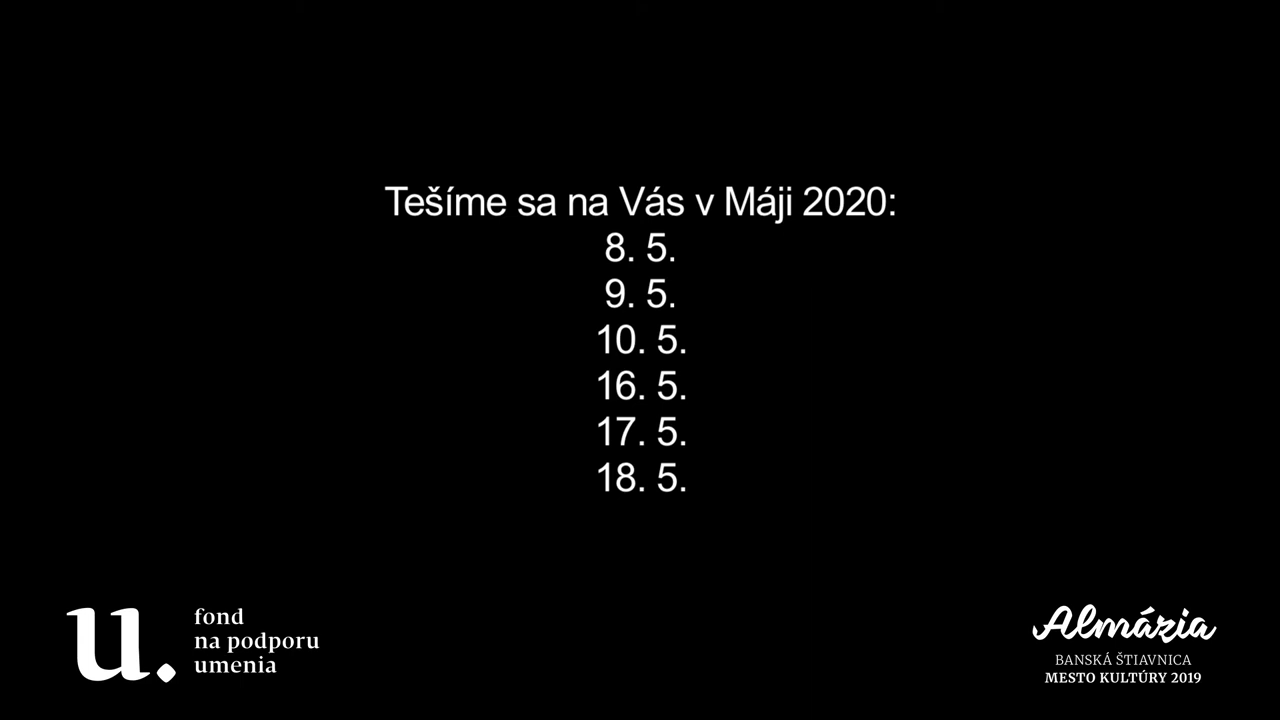 Tešíme sa na Vás v Máji 2020:
8. 5.
9. 5.
10. 5.
16. 5.
17. 5.
18. 5.
u.
fond
na podporu
umenia
Almázia
BANSKÁ ŠTIAVNICA
MESTO KULTÚRY 2019